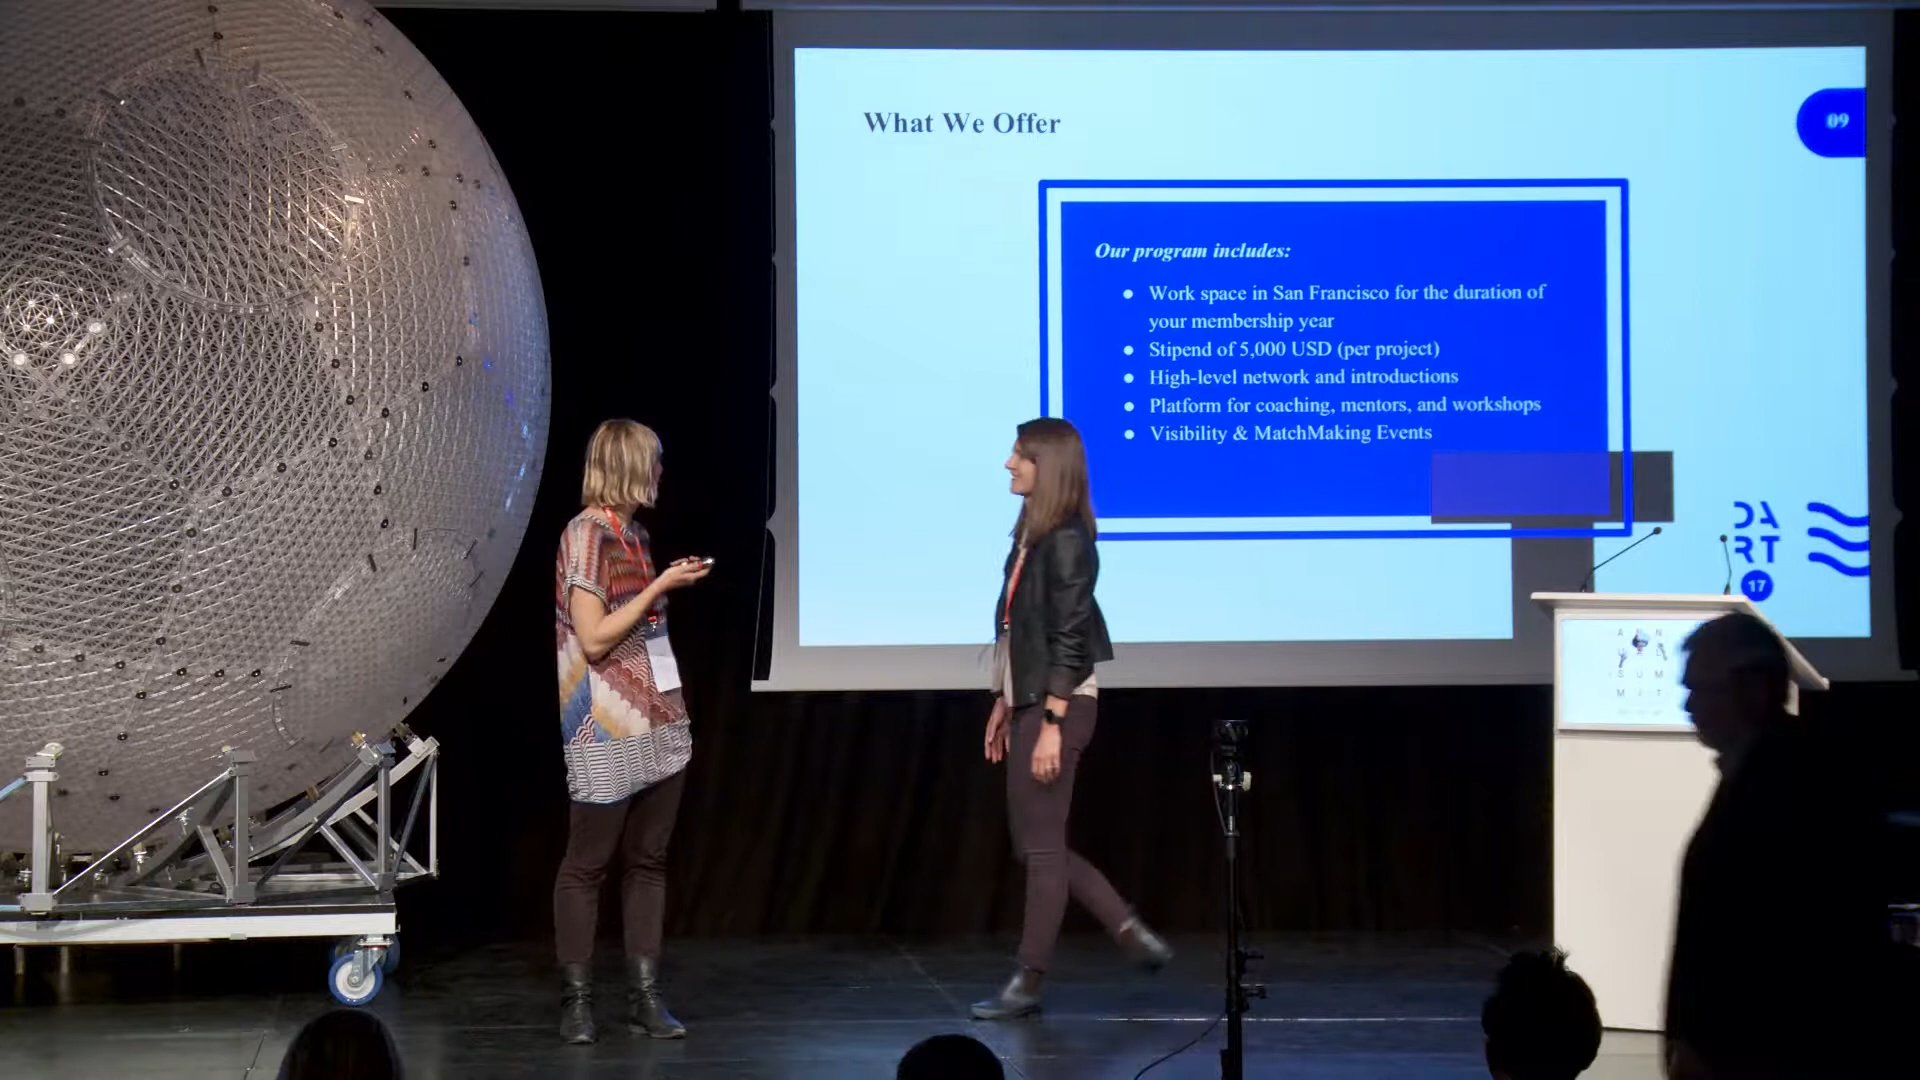 What We Offer
09
Our program includes:
● Work space in San Francisco for the duration of
your membership year
● Stipend of 5,000 USD (per project)
● High-level network and introductions
● Platform for coaching, mentors, and workshops
● Visibility & MatchMaking Events
DA
RT
17
SUM